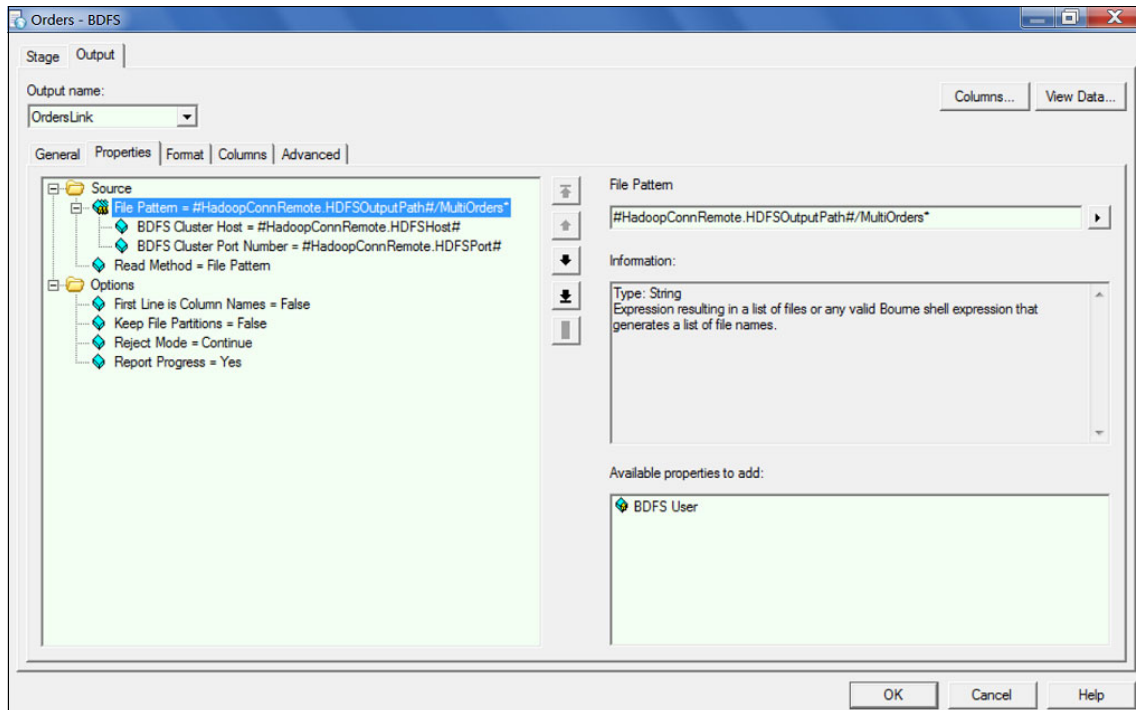 Orders - BDFS
Stage
Output
Output name:
OrdersLink
Columns...
View Data...
General
Properties
Format
Columns
Advanced
Source
File Pattern = #HadoopConnRemote.HDFSOutputPath#/MultiOrders*
BDFS Cluster Host = #HadoopConnRemote.HDFSHost#
BDFS Cluster Port Number = #HadoopConnRemote.HDFSPort#
Read Method = File Pattern
Options
First Line is Column Names = False
Keep File Partitions = False
Reject Mode = Continue
Report Progress = Yes
File Pattern
#HadoopConnRemote.HDFSOutputPath#/MultiOrders*
Information:
Type: String
Expression resulting in a list of files or any valid Bourne shell expression that
generates a list of file names.
Available properties to add:
BDFS User
OK
Cancel
Help